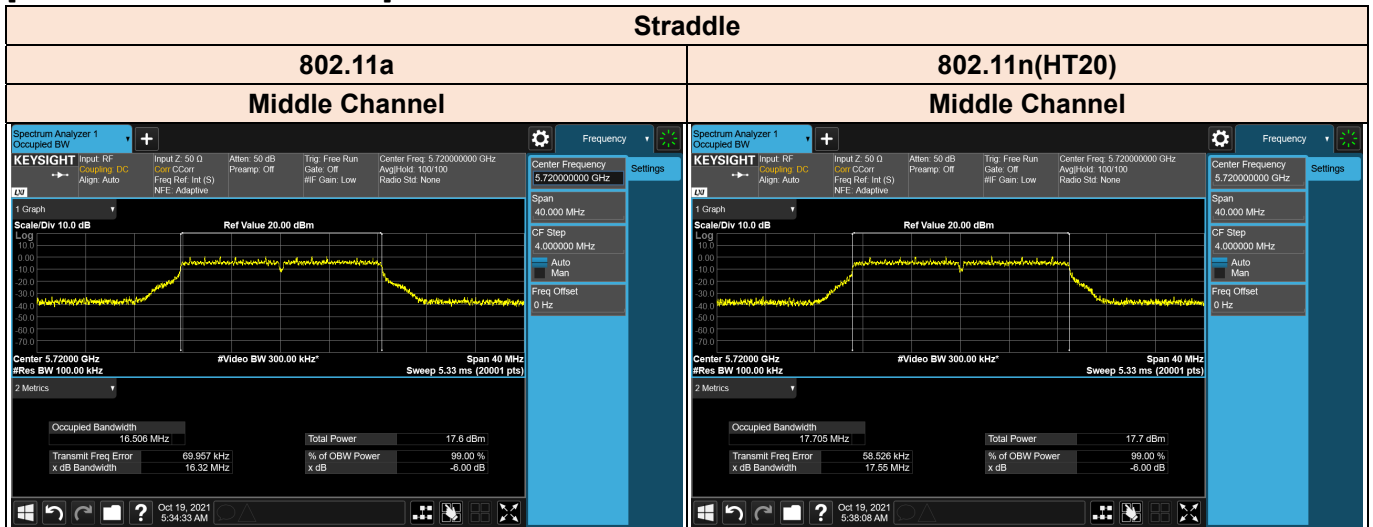 Straddle
802.11a
802.11n(HT20)
Middle Channel
Middle Channel
Spectrum Analyzer 1
Occupied BW
+
Frequency
KEYSIGHT
LXI
Input: RF
Coupling: DC
Align: Auto
Input Z: 50 Ω
Corr CCorr
Freq Ref: Int (S)
NFE: Adaptive
Atten: 50 dB
Preamp: Off
Trig: Free Run
Gate: Off
#IF Gain: Low
Center Freq: 5.720000000 GHz
Avg|Hold: 100/100
Radio Std: None
Center Frequency
5.720000000 GHz
Settings
Span
40.000 MHz
CF Step
4.000000 MHz
Auto
Man
Freq Offset
0 Hz
1 Graph
Scale/Div 10.0 dB
Ref Value 20.00 dBm
Log
10.0
0.00
-10.0
-20.0
-30.0
-40.0
-50.0
-60.0
-70.0
Center 5.72000 GHz
#Video BW 300.00 kHz*
Span 40 MHz
#Res BW 100.00 kHz
Sweep 5.33 ms (20001 pts)
2 Metrics
Occupied Bandwidth
16.506 MHz
Total Power 17.6 dBm
Transmit Freq Error 69.957 kHz
% of OBW Power 99.00 %
x dB Bandwidth 16.32 MHz
x dB -6.00 dB
?
Oct 19, 2021
5:34:33 AM
Spectrum Analyzer 1
Occupied BW
+
Frequency
KEYSIGHT
LXI
Input: RF
Coupling: DC
Align: Auto
Input Z: 50 Ω
Corr CCorr
Freq Ref: Int (S)
NFE: Adaptive
Atten: 50 dB
Preamp: Off
Trig: Free Run
Gate: Off
#IF Gain: Low
Center Freq: 5.720000000 GHz
Avg|Hold: 100/100
Radio Std: None
Center Frequency
5.720000000 GHz
Settings
Span
40.000 MHz
CF Step
4.000000 MHz
Auto
Man
Freq Offset
0 Hz
1 Graph
Scale/Div 10.0 dB
Ref Value 20.00 dBm
Log
10.0
0.00
-10.0
-20.0
-30.0
-40.0
-50.0
-60.0
-70.0
Center 5.72000 GHz
#Video BW 300.00 kHz*
Span 40 MHz
#Res BW 100.00 kHz
Sweep 5.33 ms (20001 pts)
2 Metrics
Occupied Bandwidth
17.705 MHz
Total Power 17.7 dBm
Transmit Freq Error 58.526 kHz
% of OBW Power 99.00 %
x dB Bandwidth 17.55 MHz
x dB -6.00 dB
?
Oct 19, 2021
5:38:08 AM